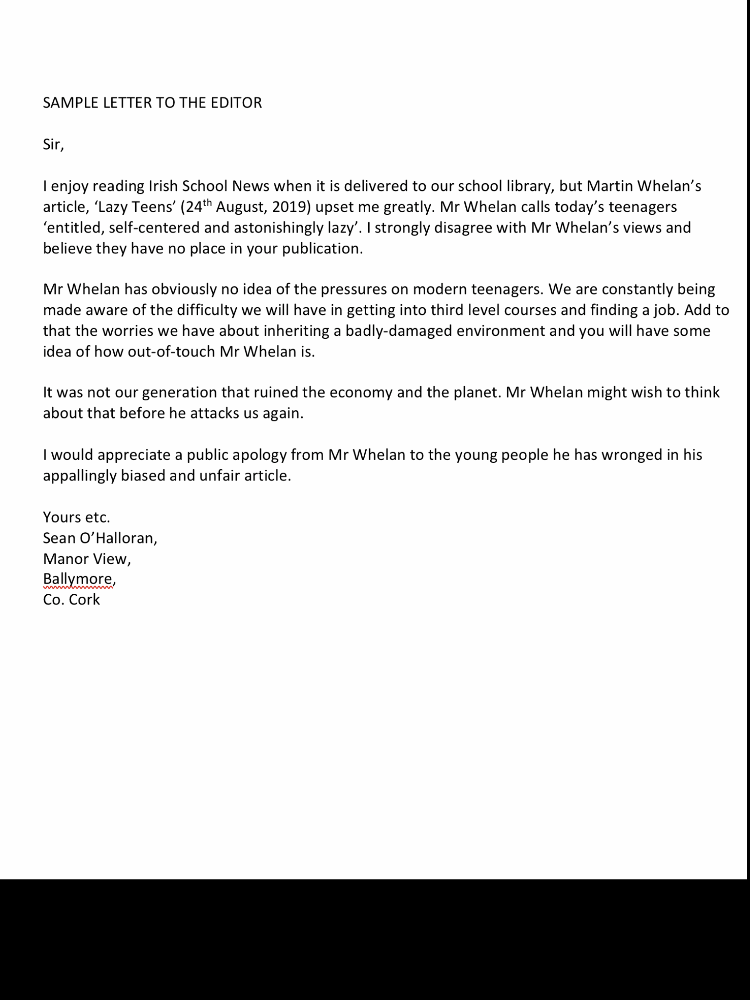 SAMPLE LETTER TO THE EDITOR
Sir,
I enjoy reading Irish School News when it is delivered to our school library, but Martin Whelan’s
article, ‘Lazy Teens’ (24th August, 2019) upset me greatly. Mr Whelan calls today’s teenagers
‘entitled, self-centered and astonishingly lazy’. I strongly disagree with Mr Whelan’s views and
believe they have no place in your publication.
Mr Whelan has obviously no idea of the pressures on modern teenagers. We are constantly being
made aware of the difficulty we will have in getting into third level courses and finding a job. Add to
that the worries we have about inheriting a badly-damaged environment and you will have some
idea of how out-of-touch Mr Whelan is.
It was not our generation that ruined the economy and the planet. Mr Whelan might wish to think
about that before he attacks us again.
I would appreciate a public apology from Mr Whelan to the young people he has wronged in his
appallingly biased and unfair article.
Yours etc.
Sean O’Halloran,
Manor View,
Ballymore,
Co. Cork